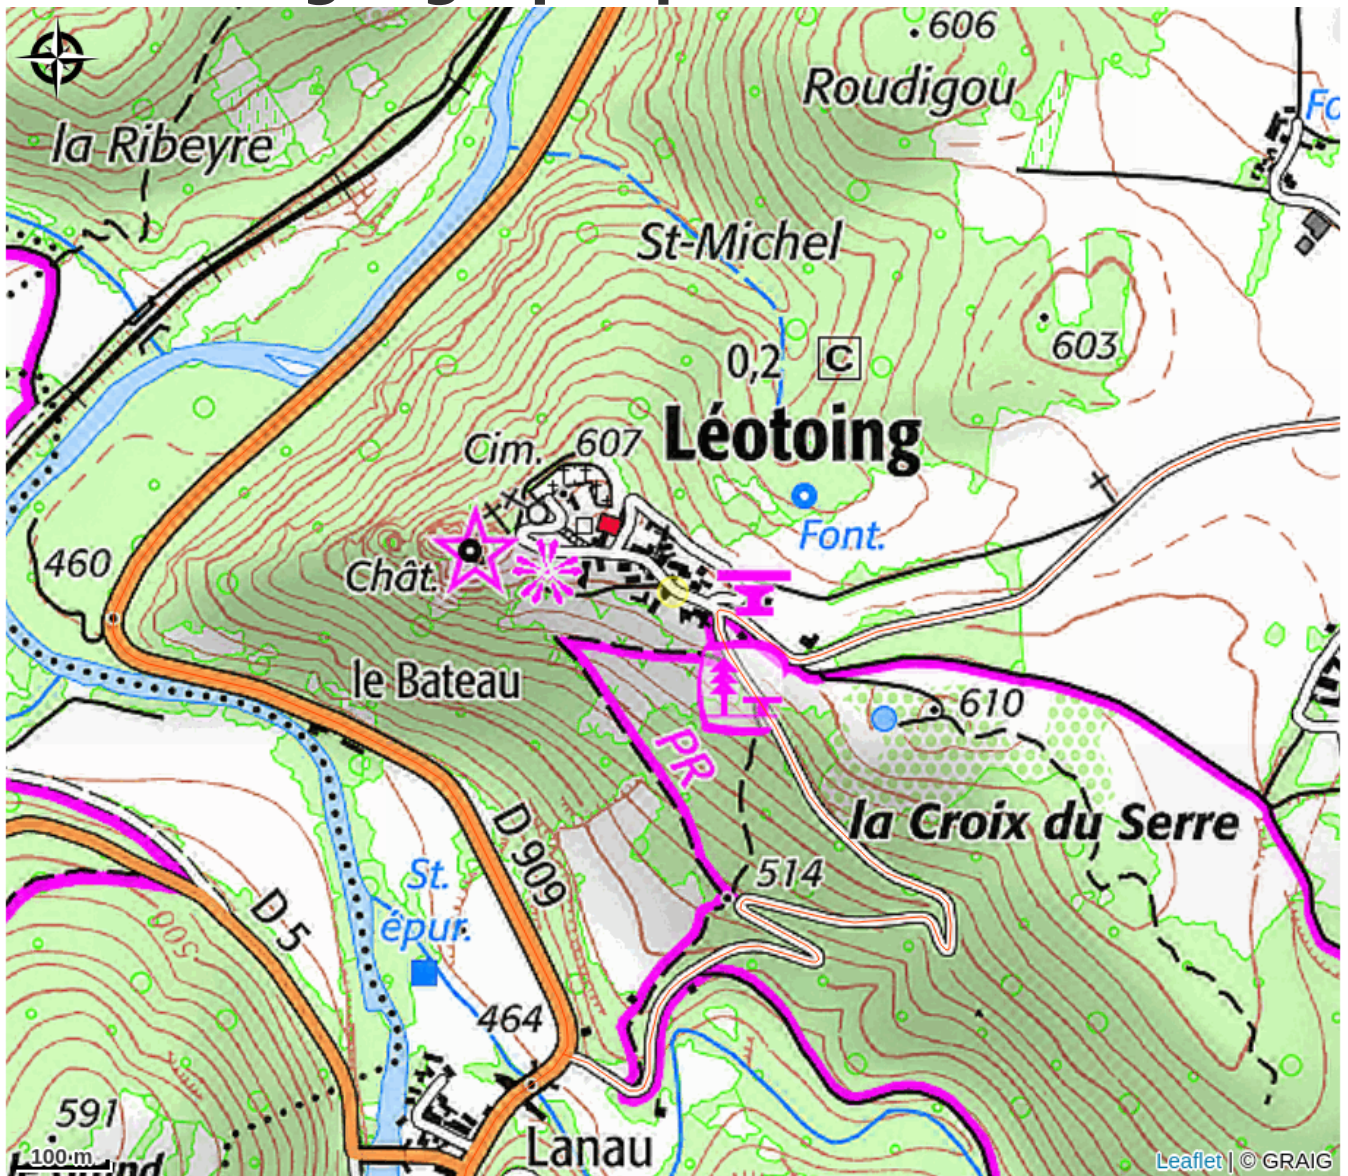 606
Roudigou
Fo
la Ribeyre
St-Michel
603
0,2 C
Léotoing
Cim. 607
Font.
460
Chât.
le Bateau
610
PR
la Croix du Serre
D 909
514
St.
épur.
D 5
500
464
591
100 m
Lanau
Leaflet | © GRAIG